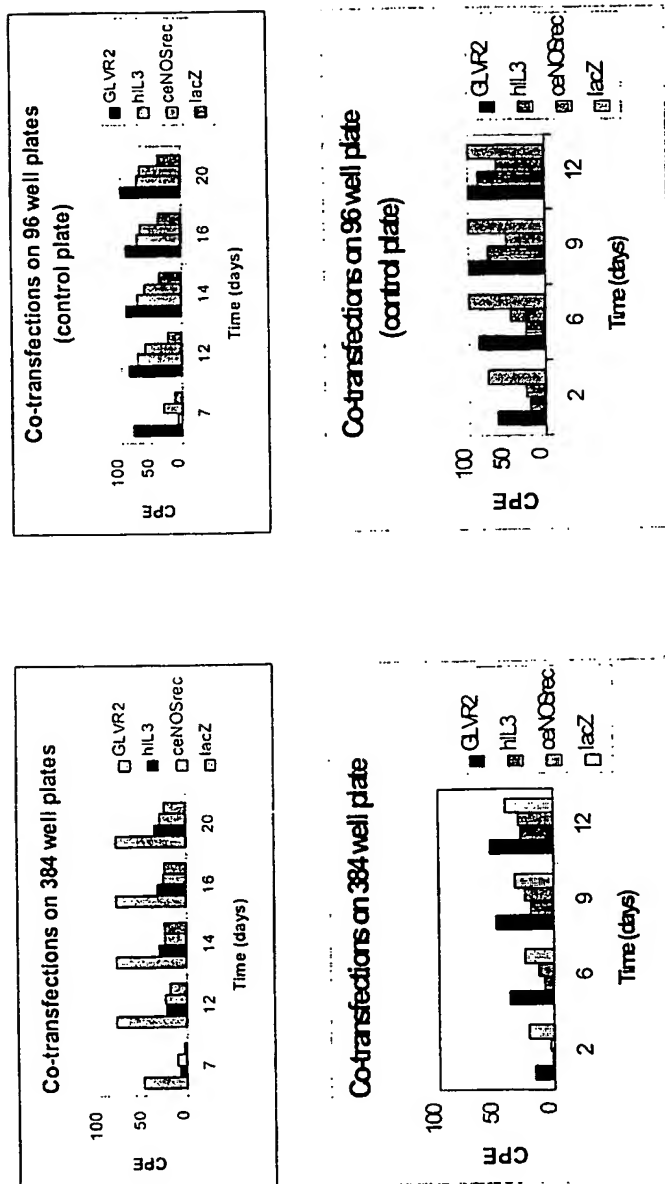 Co-transfections on 384 well plates
CPE
100
50
0
7
12
14
16
20
Time (days)
GLVR2
hIL3
ceNOSrec
lacZ
Co-transfections on 96 well plates
(control plate)
CPE
100
50
0
7
12
14
16
20
Time (days)
GLVR2
hIL3
ceNOSrec
lacZ
Co-transfections on 384 well plate
CPE
100
50
0
2
6
9
12
Time (days)
GLVR2
hIL3
ceNOSrec
lacZ
Co-transfections on 96 well plate
(control plate)
CPE
100
50
0
2
6
9
12
Time (days)
GLVR2
hIL3
ceNOSrec
lacZ